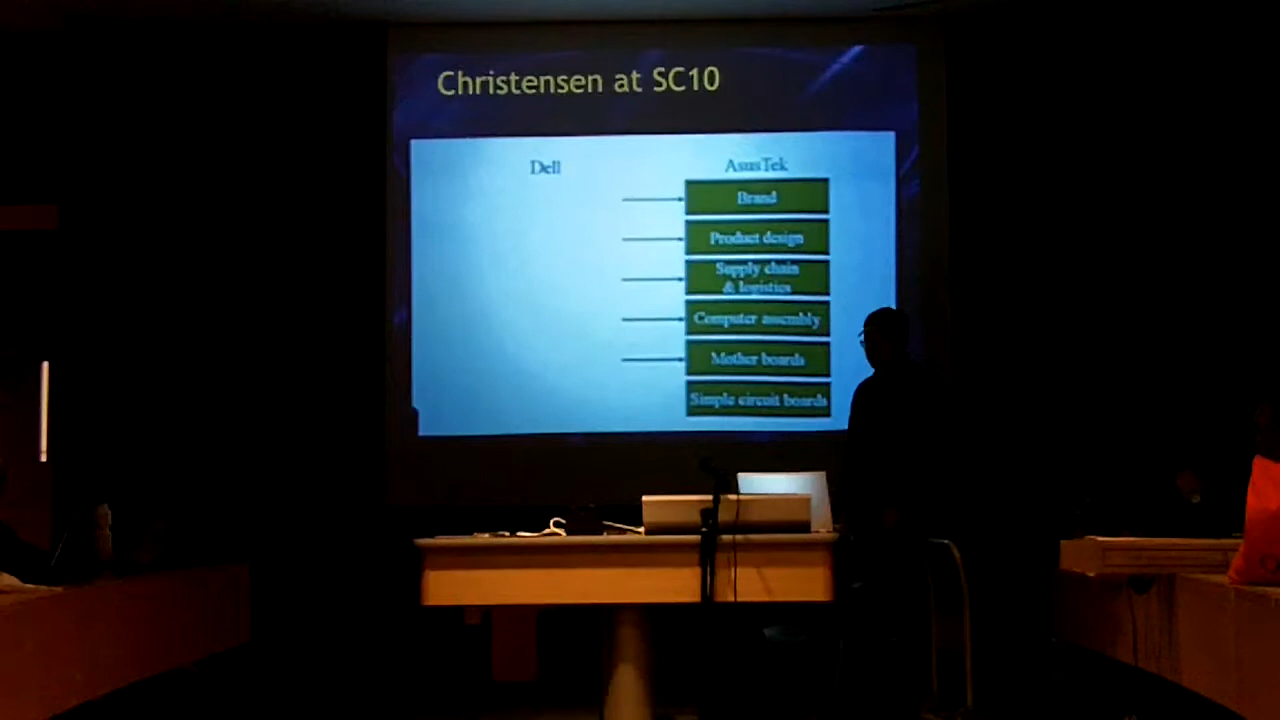 Christensen at SC10
Dell
AsusTek
Brand
Product design
Supply chain
& logistics
Computer assembly
Mother boards
Simple circuit boards